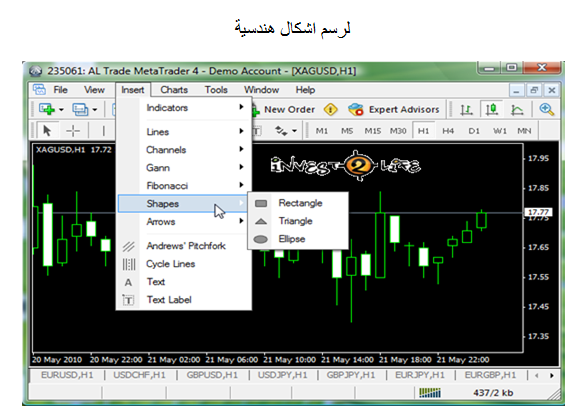 لرسم اشكال هندسية
235061: AL Trade MetaTrader 4 - Demo Account - [XAGUSD,H1]
File View Insert Charts Tools Window Help
New Order Expert Advisors
M1 M5 M15 M30 H1 H4 D1 W1 MN
XAGUSD,H1 17.72
Indicators
Lines
Channels
Gann
Fibonacci
Shapes
Arrows
Andrews' Pitchfork
Cycle Lines
A Text
T Text Label
Rectangle
Triangle
Ellipse
INVEST 2 LIFE
17.95
17.85
17.77
17.65
17.55
17.45
17.35
20 May 2010 20 May 22:00 21 May 02:00 21 May 06:00 21 May 10:00 21 May 14:00 21 May 18:00 21 May 22:00
EURUSD,H1 USDCHF,H1 GBPUSD,H1 USDJPY,H1 GBPJPY,H1 EURJPY,H1 EURGBP,H1
437/2 kb